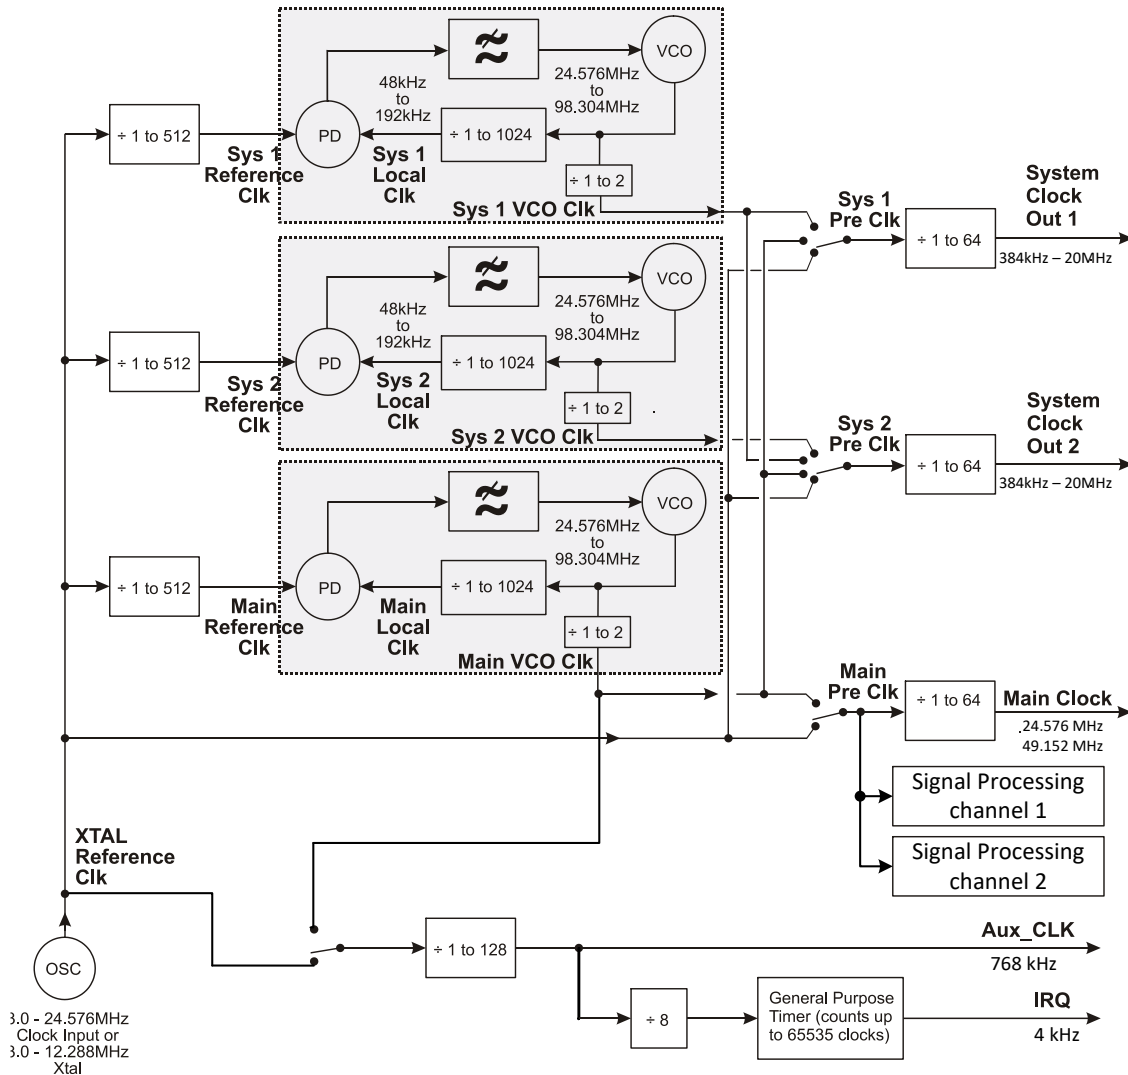 VCO
24.576MHz
to
98.304MHz
48kHz
to
192kHz
÷ 1 to 512
PD
÷ 1 to 1024
Sys 1
Reference
Clk
Sys 1
Local
Clk
÷ 1 to 2
Sys 1 VCO Clk
Sys 1
Pre Clk
÷ 1 to 64
System
Clock
Out 1
384kHz – 20MHz
VCO
24.576MHz
to
98.304MHz
48kHz
to
192kHz
÷ 1 to 512
PD
÷ 1 to 1024
Sys 2
Reference
Clk
Sys 2
Local
Clk
÷ 1 to 2
Sys 2 VCO Clk
Sys 2
Pre Clk
÷ 1 to 64
System
Clock
Out 2
384kHz – 20MHz
VCO
24.576MHz
to
98.304MHz
÷ 1 to 512
PD
÷ 1 to 1024
Main
Reference
Clk
Main
Local
Clk
÷ 1 to 2
Main VCO Clk
Main
Pre Clk
÷ 1 to 64
Main Clock
.24.576 MHz
49.152 MHz
Signal Processing
channel 1
Signal Processing
channel 2
XTAL
Reference
Clk
÷ 1 to 128
Aux_CLK
768 kHz
OSC
÷ 8
General Purpose
Timer (counts up
to 65535 clocks)
IRQ
4 kHz
3.0 - 24.576MHz
Clock Input or
3.0 - 12.288MHz
Xtal